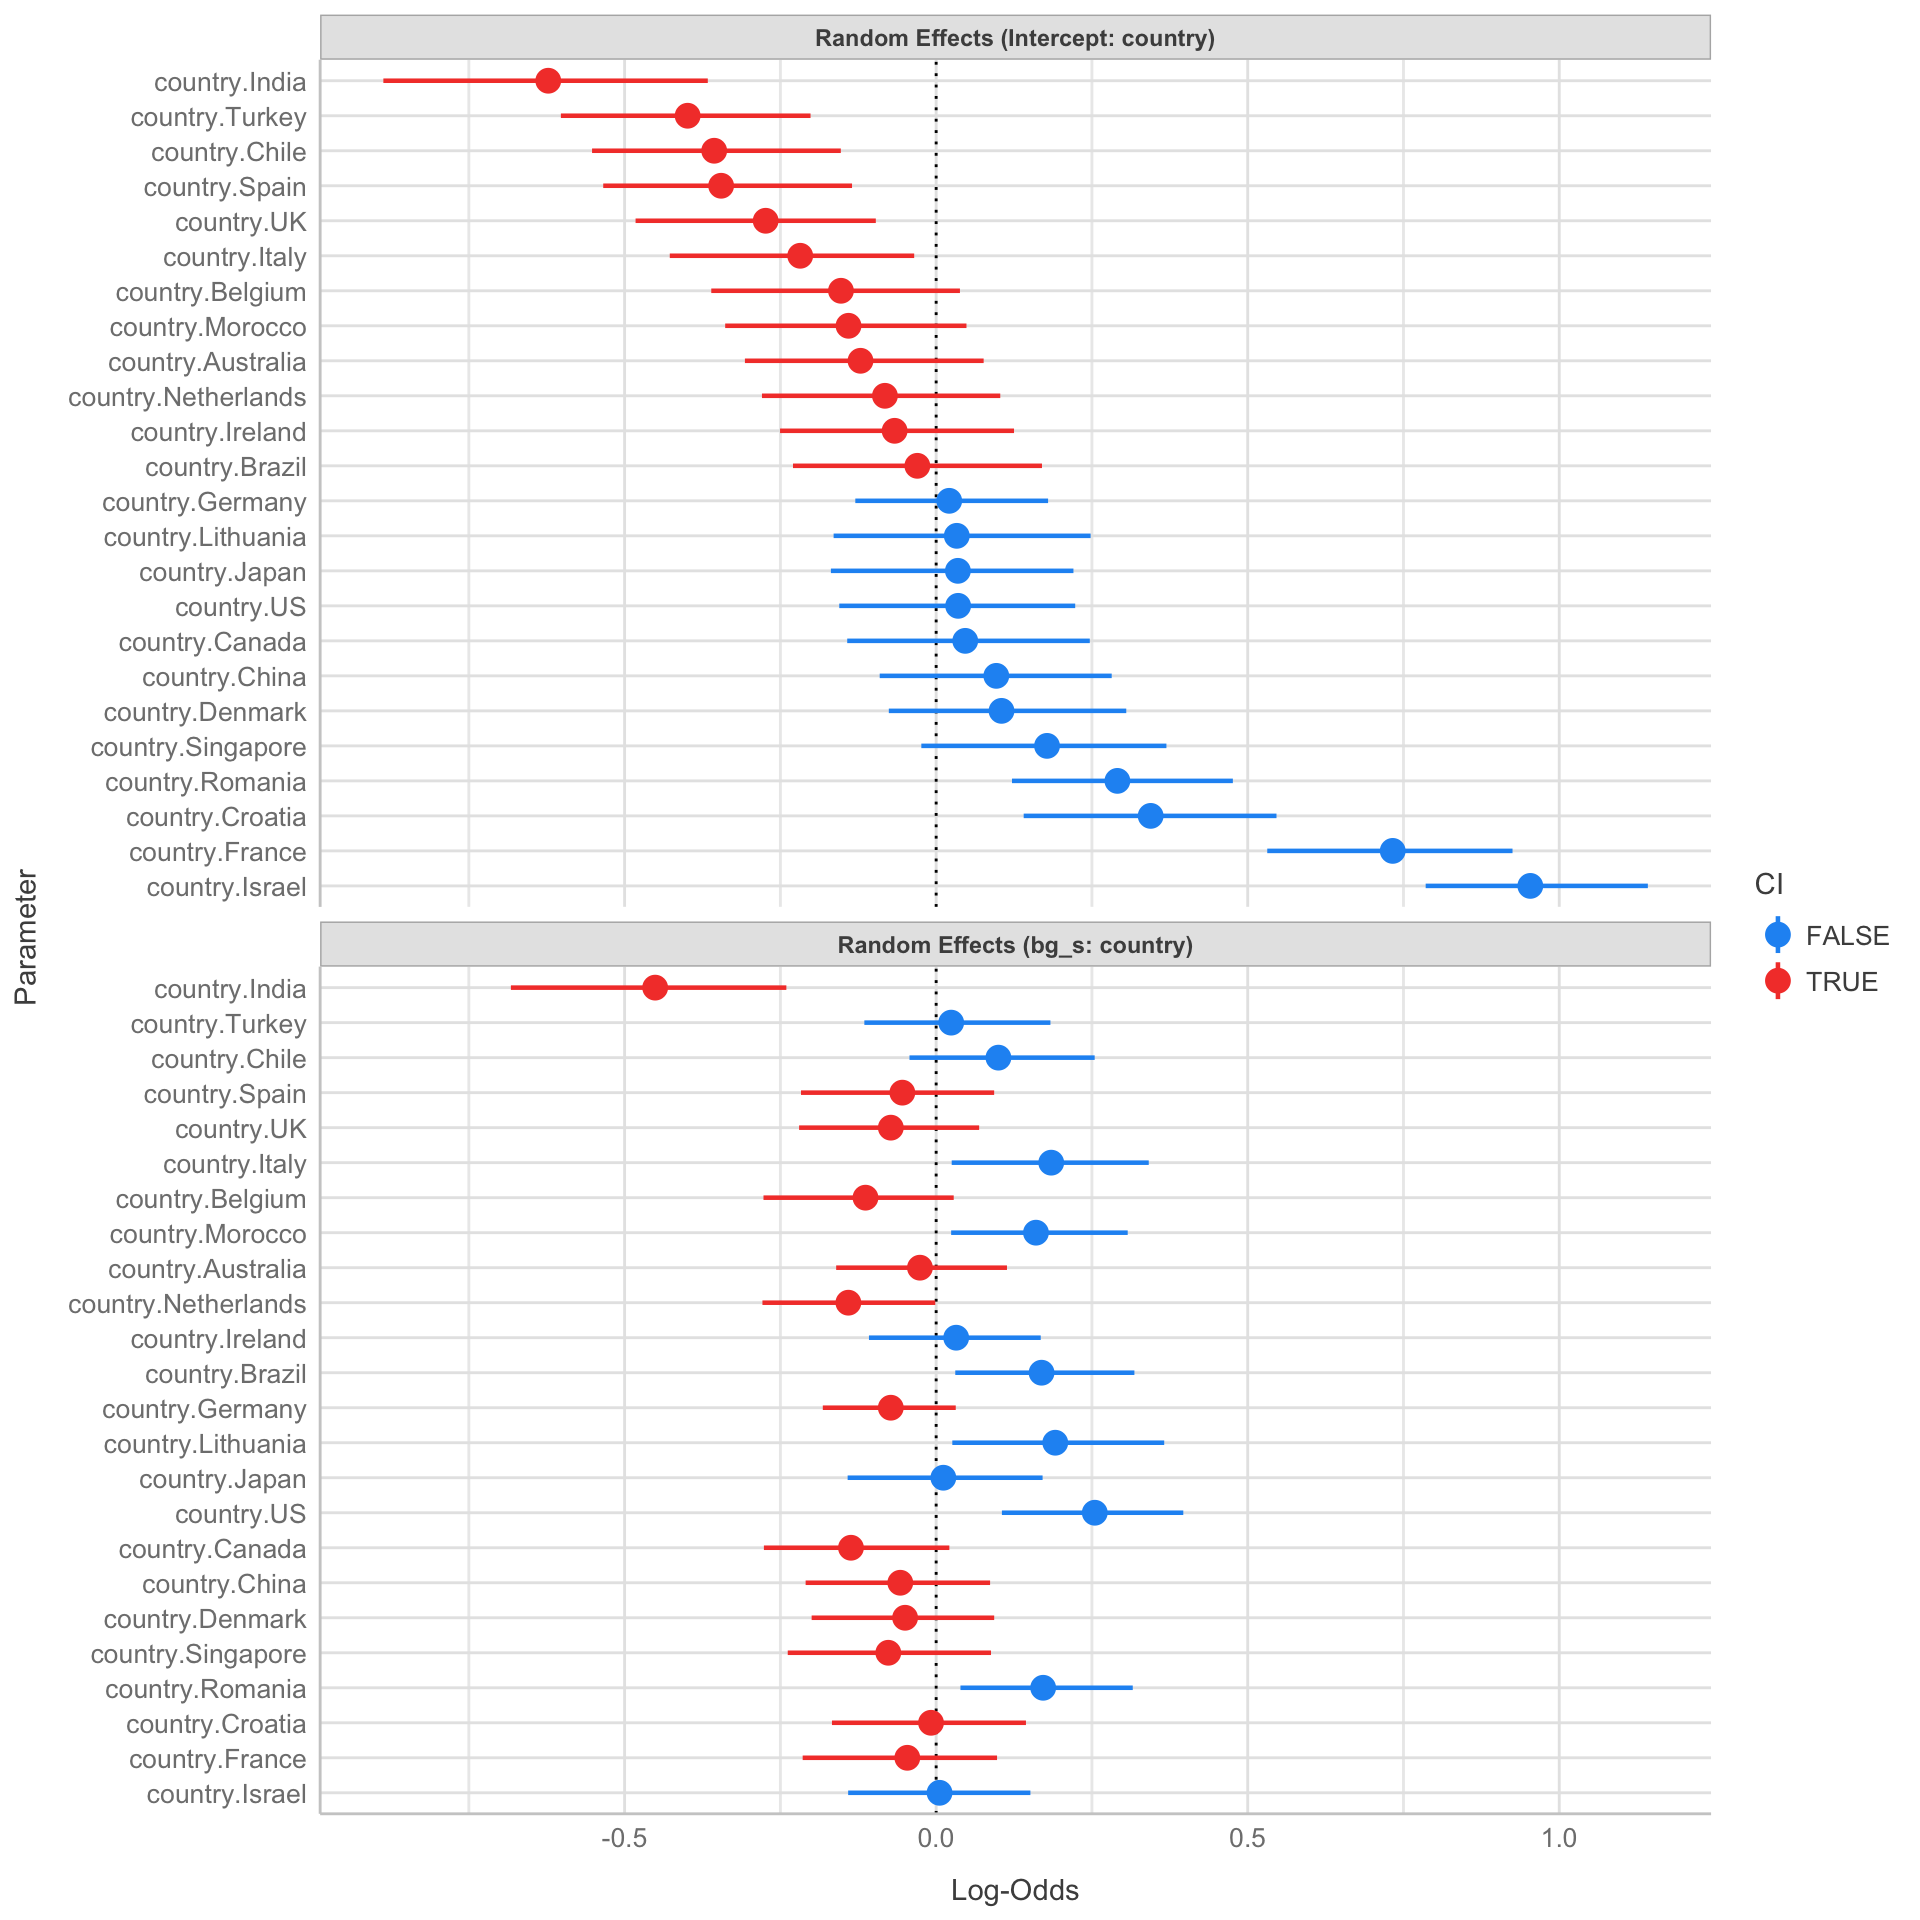 Random Effects (Intercept: country)
country.India
country.Turkey
country.Chile
country.Spain
country.UK
country.Italy
country.Belgium
country.Morocco
country.Australia
country.Netherlands
country.Ireland
country.Brazil
country.Germany
country.Lithuania
country.Japan
country.US
country.Canada
country.China
country.Denmark
country.Singapore
country.Romania
country.Croatia
country.France
country.Israel
Parameter
Random Effects (bg_s: country)
country.India
country.Turkey
country.Chile
country.Spain
country.UK
country.Italy
country.Belgium
country.Morocco
country.Australia
country.Netherlands
country.Ireland
country.Brazil
country.Germany
country.Lithuania
country.Japan
country.US
country.Canada
country.China
country.Denmark
country.Singapore
country.Romania
country.Croatia
country.France
country.Israel
-0.5 0.0 0.5 1.0
Log-Odds
CI
FALSE
TRUE